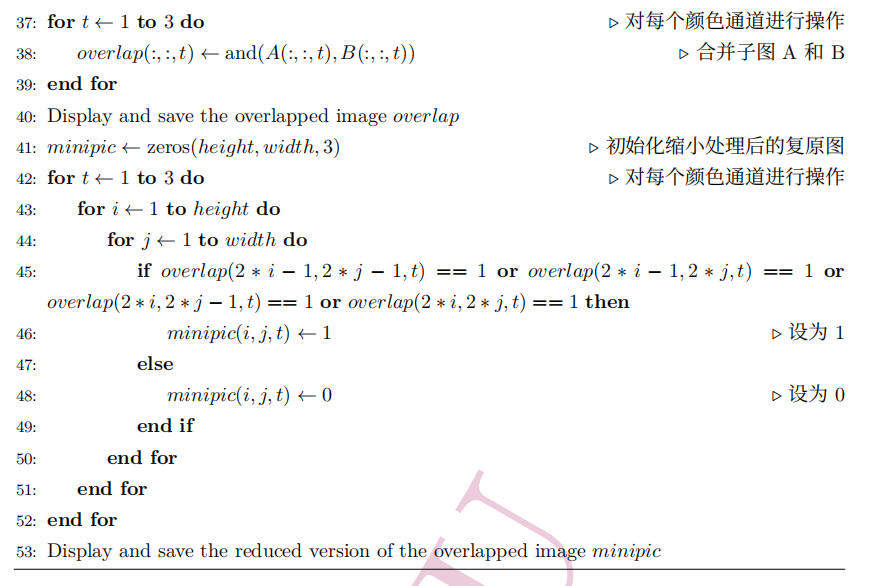 37: for t ← 1 to 3 do ▷ 对每个颜色通道进行操作
38: overlap(:,:,t) ← and(A(:,:,t), B(:,:,t)) ▷ 合并子图 A 和 B
39: end for
40: Display and save the overlapped image overlap
41: minipic ← zeros(height, width, 3) ▷ 初始化缩小处理后的复原图
42: for t ← 1 to 3 do ▷ 对每个颜色通道进行操作
43: for i ← 1 to height do
44: for j ← 1 to width do
45: if overlap(2 ∗ i − 1, 2 ∗ j − 1, t) == 1 or overlap(2 ∗ i − 1, 2 ∗ j, t) == 1 or
overlap(2 ∗ i, 2 ∗ j − 1, t) == 1 or overlap(2 ∗ i, 2 ∗ j, t) == 1 then
46: minipic(i, j, t) ← 1 ▷ 设为 1
47: else
48: minipic(i, j, t) ← 0 ▷ 设为 0
49: end if
50: end for
51: end for
52: end for
53: Display and save the reduced version of the overlapped image minipic